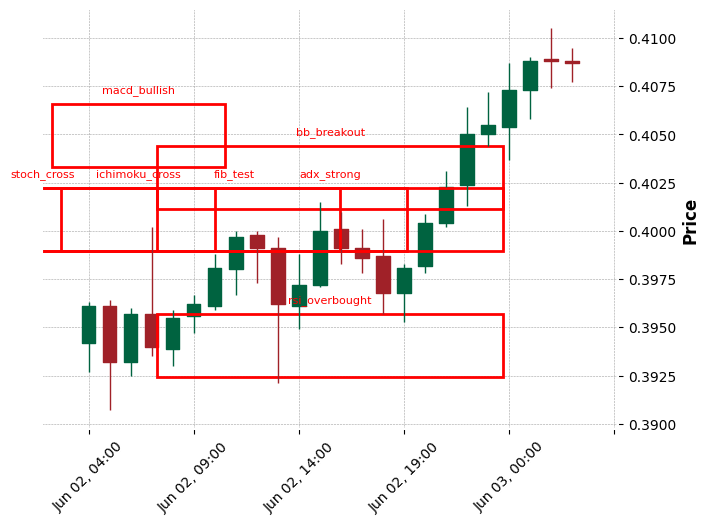 macd_bullish
bb_breakout
stoch_cross
ichimoku_cross
fib_test
adx_strong
rsi_overbought
0.4100
0.4075
0.4050
0.4025
0.4000
0.3975
0.3950
0.3925
0.3900
Price
Jun 02, 04:00
Jun 02, 09:00
Jun 02, 14:00
Jun 02, 19:00
Jun 03, 00:00